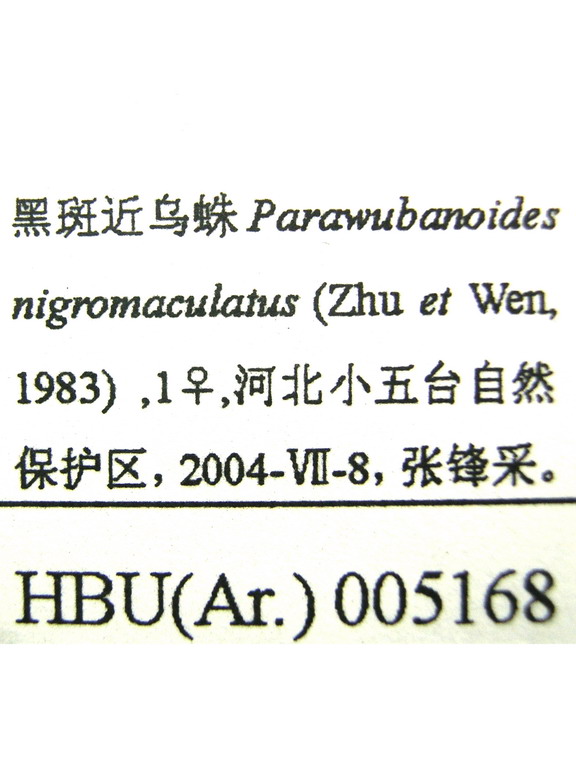 黑斑近乌蛛 Parawubanoides
nigromaculatus (Zhu et Wen,
1983) ,1♀,河北小五台自然
保护区, 2004-Ⅶ-8, 张锋采。
HBU(Ar.) 005168